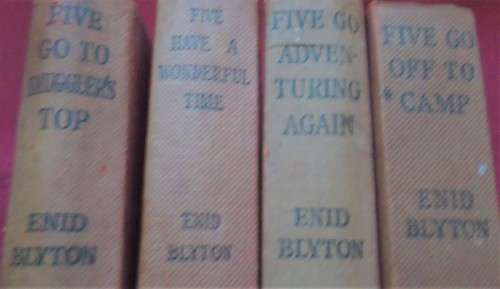 FIVE
GO TO
SMUGGLER'S
TOP
ENID
BLYTON
FIVE
HAVE A
WONDERFUL
TIME
ENID
BLYTON
FIVE GO
ADVEN-
TURING
AGAIN
ENID
BLYTON
FIVE GO
OFF TO
* CAMP
ENID
BLYTON